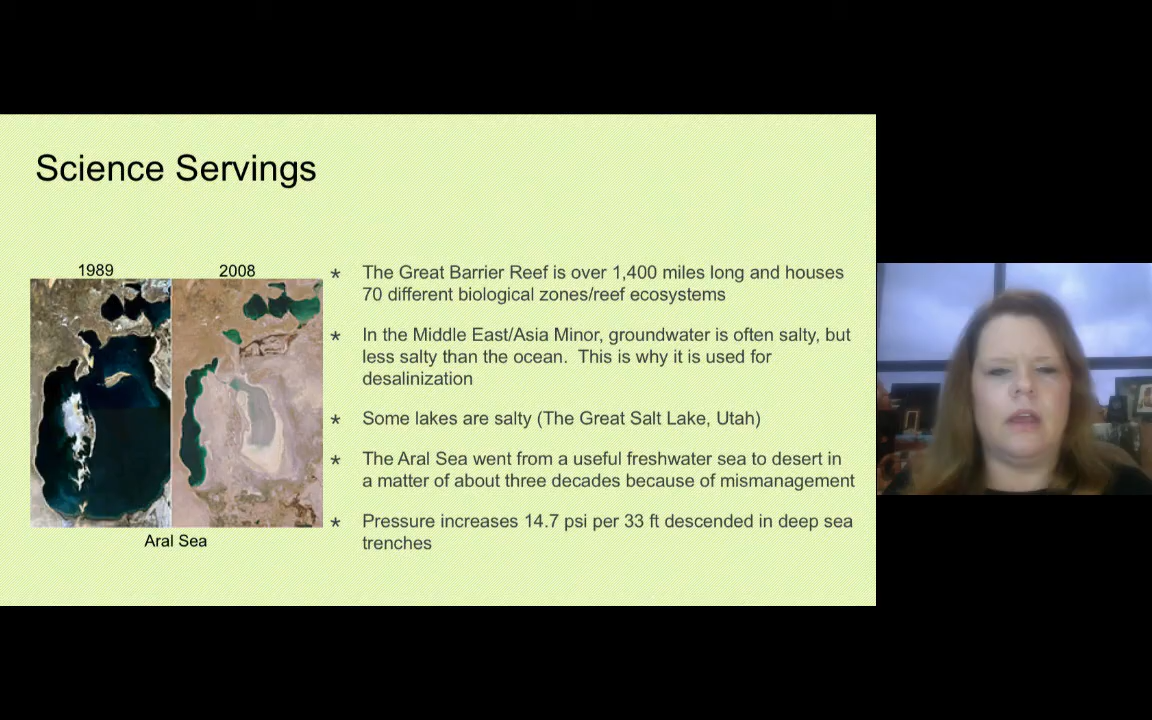 Science Servings
1989
2008
* The Great Barrier Reef is over 1,400 miles long and houses
70 different biological zones/reef ecosystems
* In the Middle East/Asia Minor, groundwater is often salty, but
less salty than the ocean.  This is why it is used for
desalinization
* Some lakes are salty (The Great Salt Lake, Utah)
* The Aral Sea went from a useful freshwater sea to desert in
a matter of about three decades because of mismanagement
* Pressure increases 14.7 psi per 33 ft descended in deep sea
trenches
Aral Sea